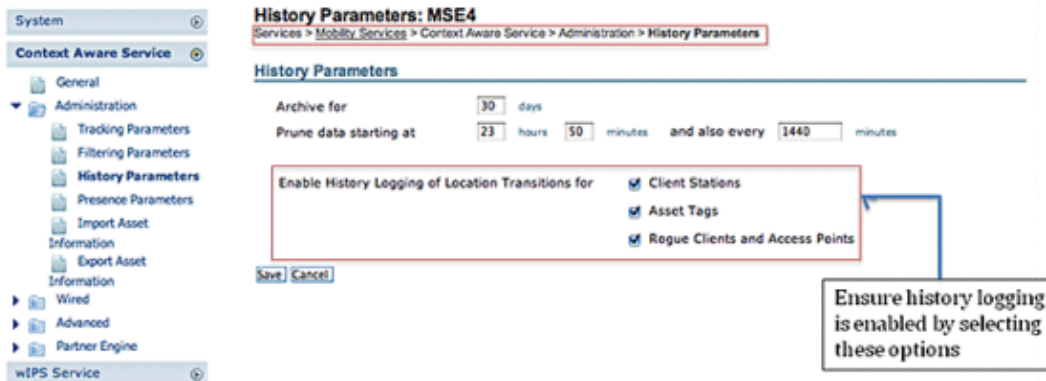 System
Context Aware Service
General
Administration
Tracking Parameters
Filtering Parameters
History Parameters
Presence Parameters
Import Asset
Information
Export Asset
Information
Wired
Advanced
Partner Engine
wIPS Service
History Parameters: MSE4
Services > Mobility Services > Context Aware Service > Administration > History Parameters
History Parameters
Archive for 30 days
Prune data starting at 23 hours 50 minutes and also every 1440 minutes
Enable History Logging of Location Transitions for Client Stations
Asset Tags
Rogue Clients and Access Points
Save Cancel
Ensure history logging
is enabled by selecting
these options